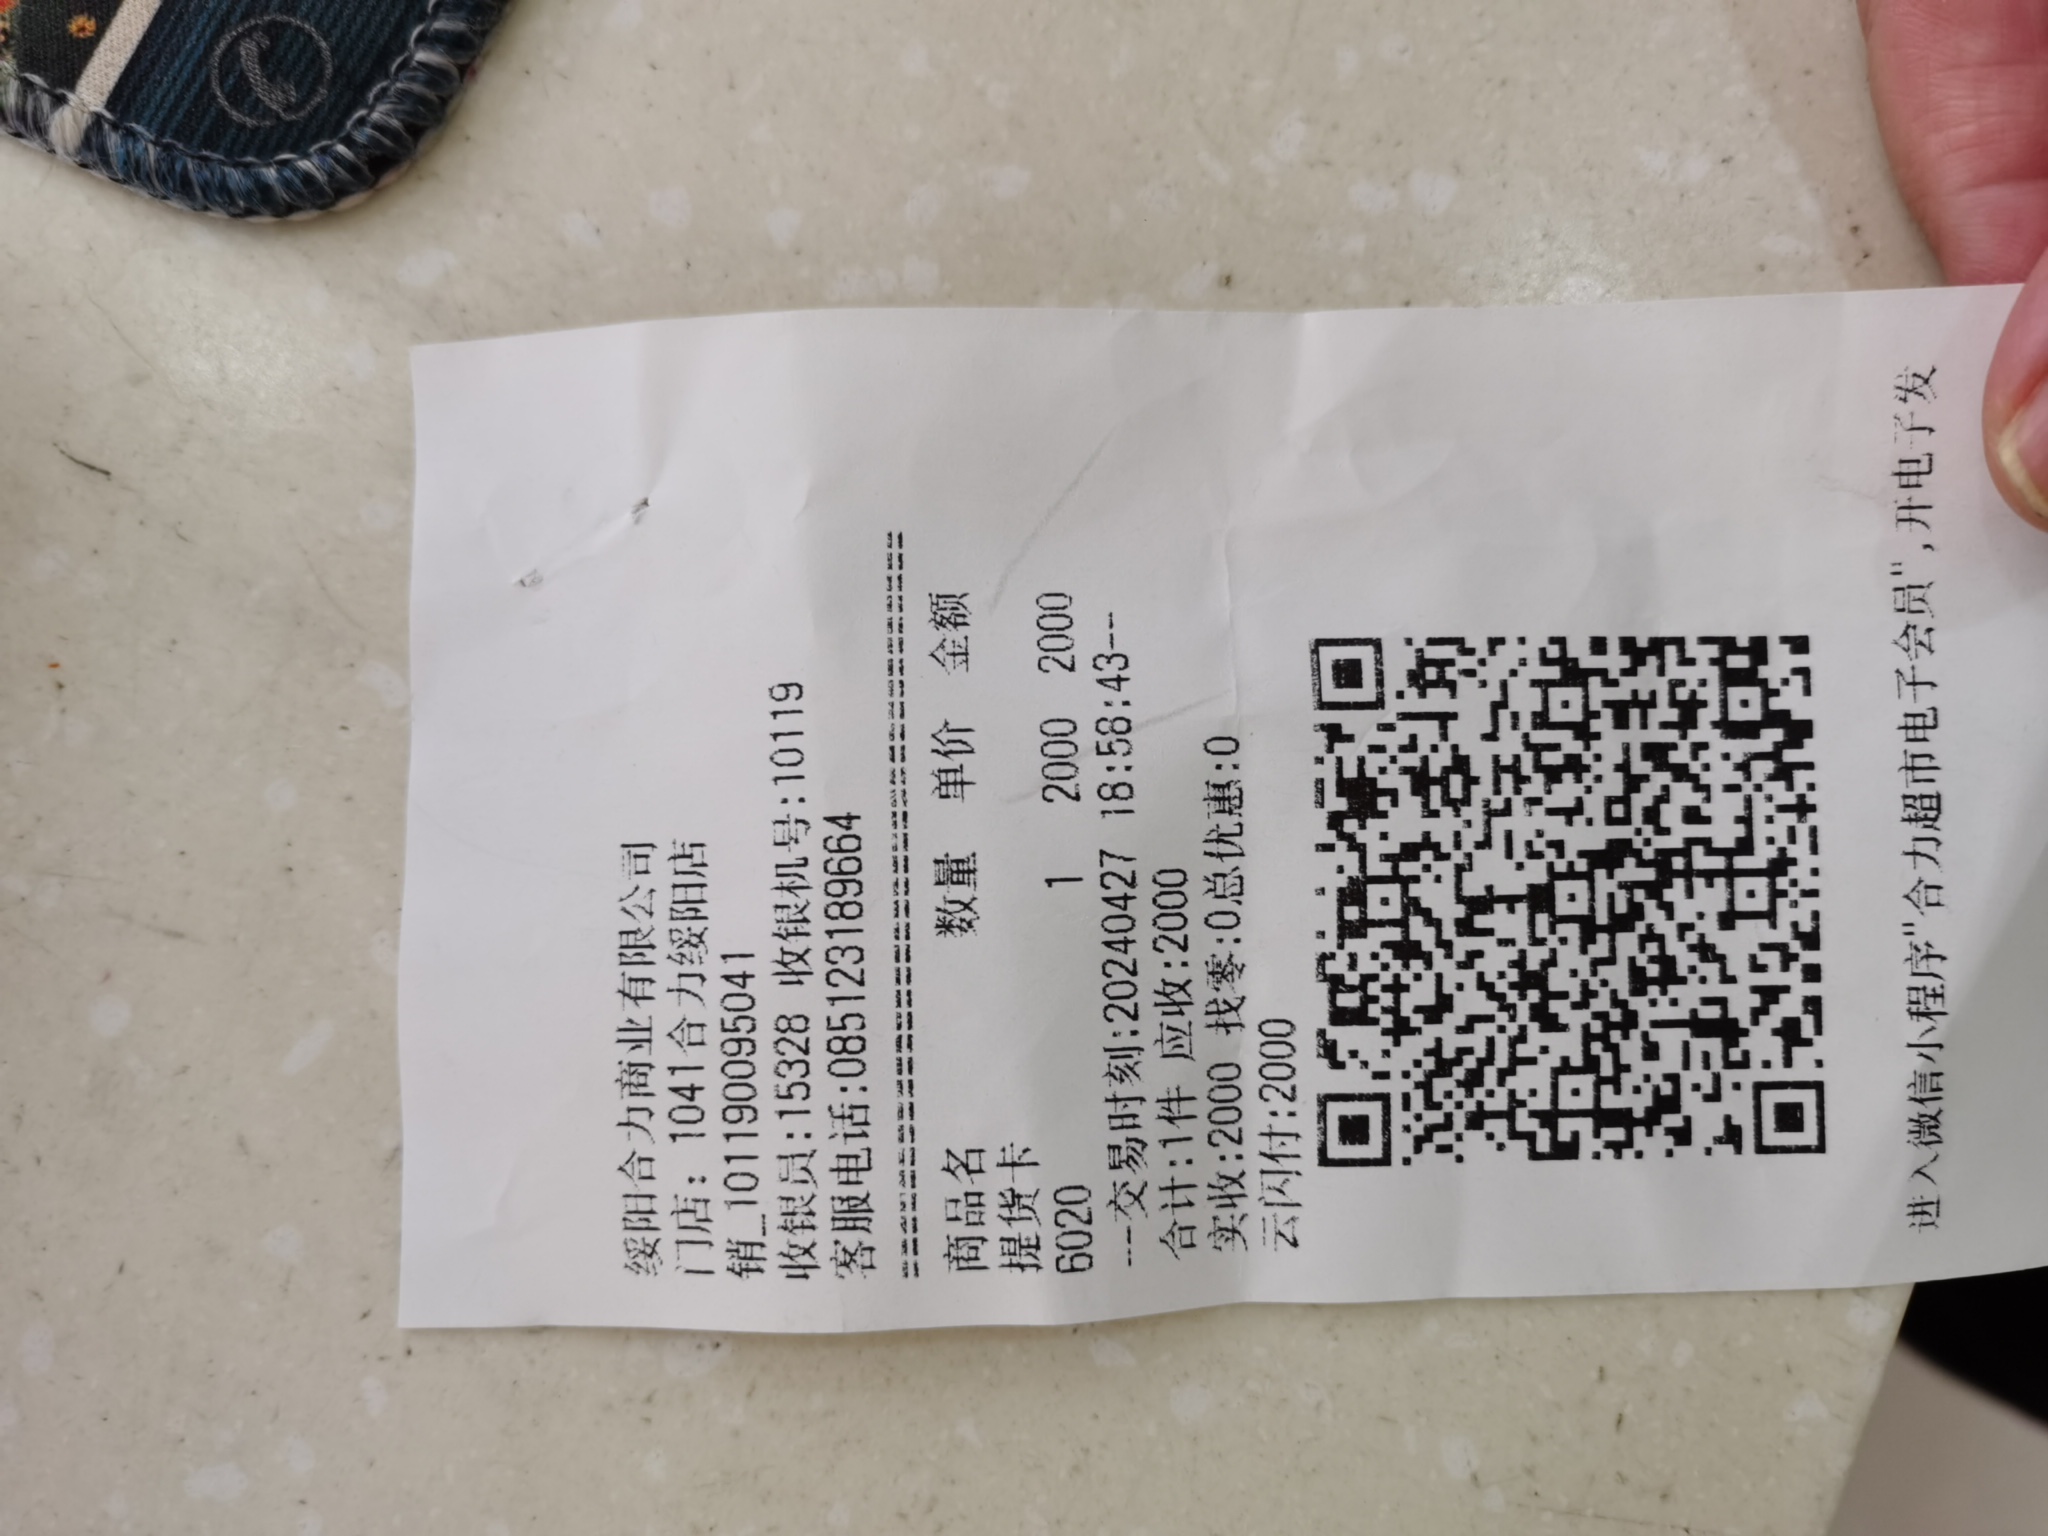 绥阳合力商业有限公司
门店: 1041合力绥阳店
销_101190095041
收银员:15328 收银机号:10119
客服电话:085123189664
商品名 数量 单价 金额
提货卡
6020 1 2000 2000
---交易时刻:20240427 18:58:43--
合计:1件 应收:2000
实收:2000 找零:0总优惠:0
云闪付:2000
进入微信小程序"合力超市电子会员",开电子发